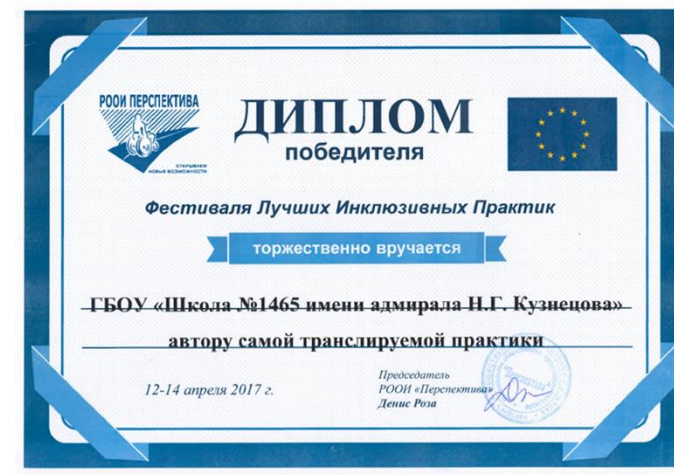 РООИ ПЕРСПЕКТИВА
ОТКРЫВАЕМ
НОВЫЕ ВОЗМОЖНОСТИ
ДИПЛОМ
победителя
Фестиваля Лучших Инклюзивных Практик
торжественно вручается
ГБОУ «Школа №1465 имени адмирала Н.Г. Кузнецова»
автору самой транслируемой практики
12-14 апреля 2017 г.
Председатель
РООИ «Перспектива»
Денис Роза